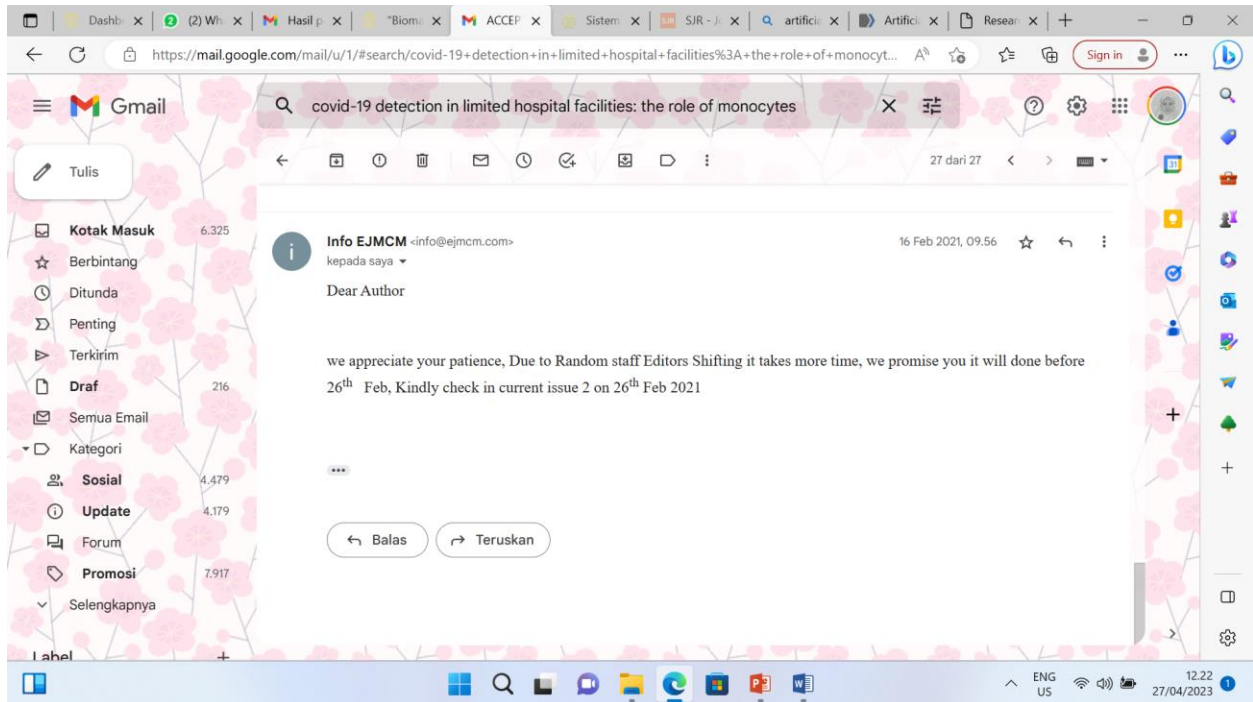 Dashb
(2) Wh
Hasil p
"Bioma
ACCEP
Sistem
SJR - J
artificia
Artificia
Resear
https://mail.google.com/mail/u/1/#search/covid-19+detection+in+limited+hospital+facilities%3A+the+role+of+monocyt...
Sign in
Gmail
covid-19 detection in limited hospital facilities: the role of monocytes
Tulis
27 dari 27
Kotak Masuk 6.325
Berbintang
Ditunda
Penting
Terkirim
Draf 216
Semua Email
Kategori
Sosial 4.479
Update 4.179
Forum
Promosi 7.917
Selengkapnya
Label
Info EJMCM <info@ejmcm.com>
16 Feb 2021, 09.56
kepada saya
Dear Author
we appreciate your patience, Due to Random staff Editors Shifting it takes more time, we promise you it will done before
26th Feb, Kindly check in current issue 2 on 26th Feb 2021
Balas
Teruskan
ENG
US
12.22
27/04/2023
1